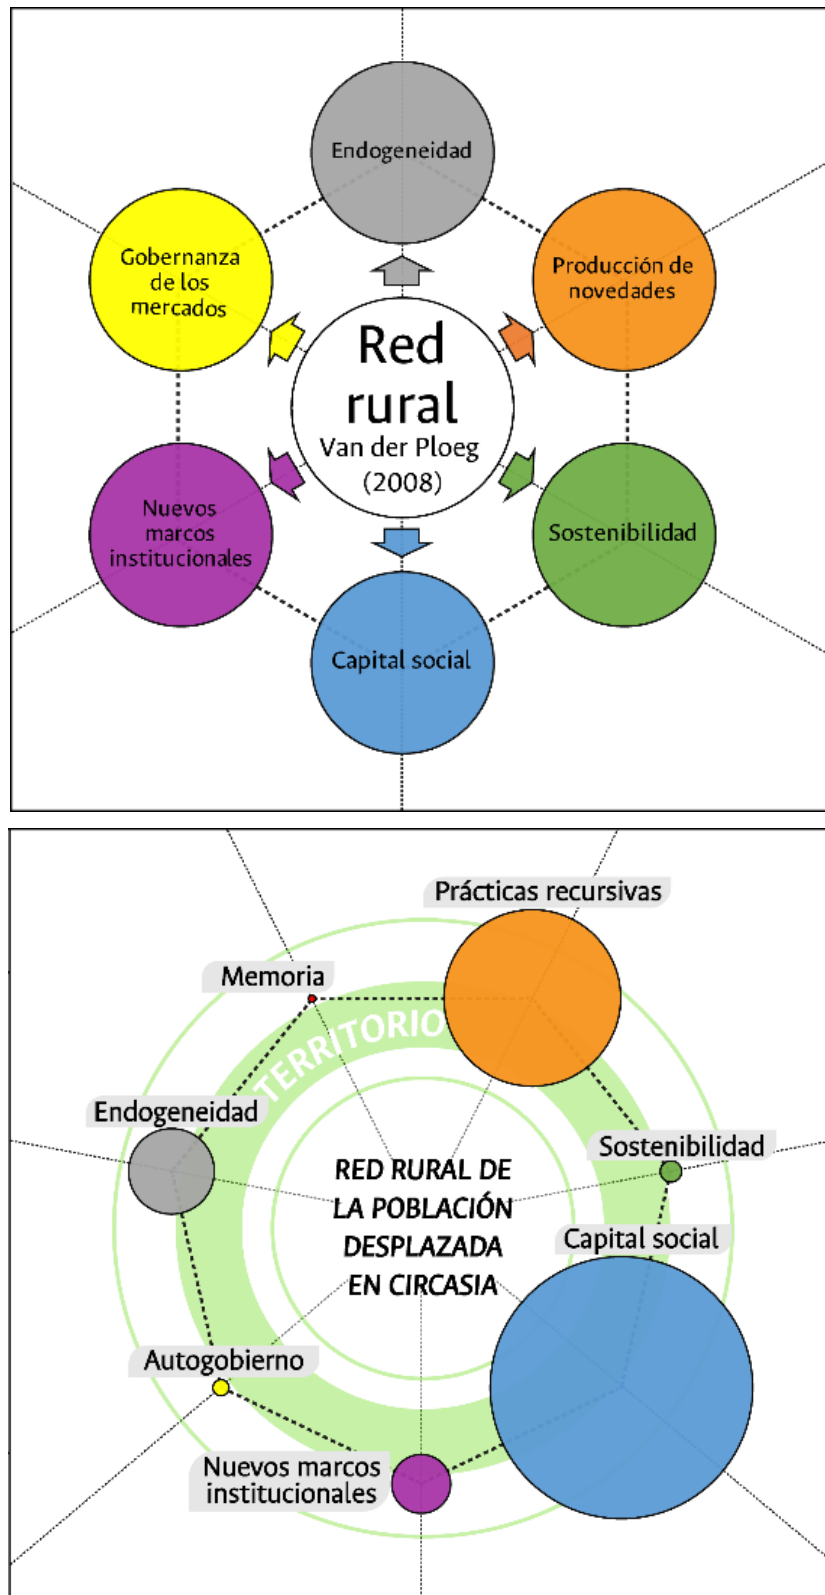 Endogeneidad
Gobernanza
de los
mercados
Producción de
novedades
Red
rural
Van der Ploeg
(2008)
Nuevos
marcos
institucionales
Sostenibilidad
Capital social
Prácticas recursivas
Memoria
TERRITORIO
Endogeneidad
Sostenibilidad
RED RURAL DE
LA POBLACIÓN
DESPLAZADA
EN CIRCASIA
Capital social
Autogobierno
Nuevos marcos
institucionales